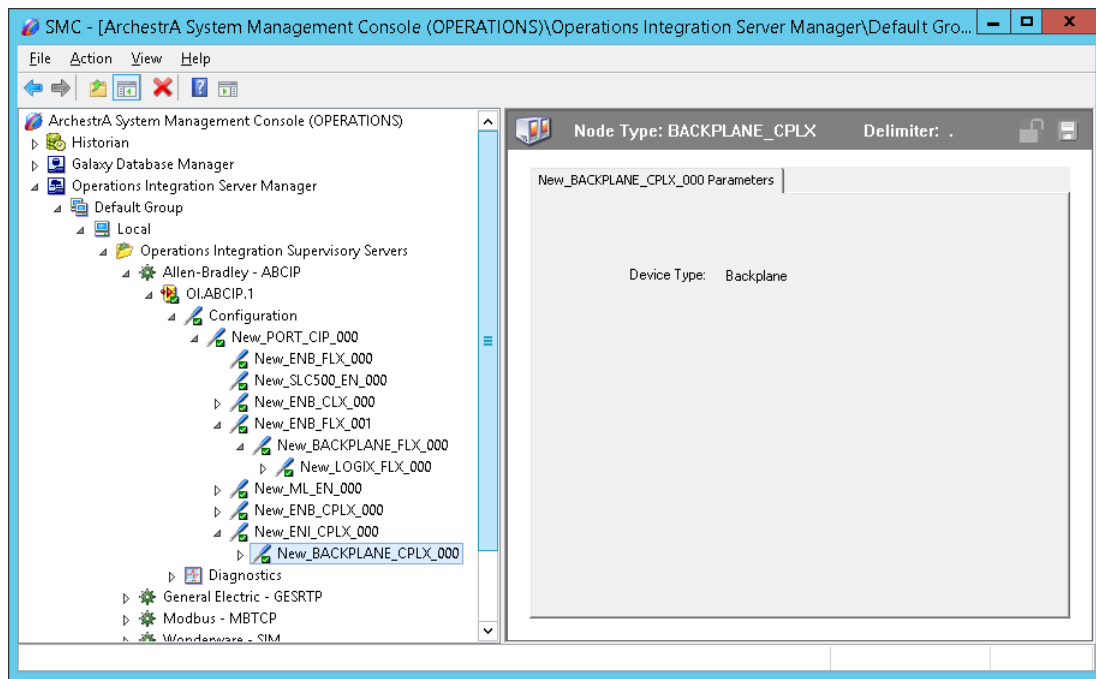 SMC - [ArchestrA System Management Console (OPERATIONS)\Operations Integration Server Manager\Default Gro...
File Action View Help
ArchestrA System Management Console (OPERATIONS)
Historian
Galaxy Database Manager
Operations Integration Server Manager
Default Group
Local
Operations Integration Supervisory Servers
Allen-Bradley - ABCIP
OI.ABCIP.1
Configuration
New_PORT_CIP_000
New_ENB_FLX_000
New_SLC500_EN_000
New_ENB_CLX_000
New_ENB_FLX_001
New_BACKPLANE_FLX_000
New_LOGIX_FLX_000
New_ML_EN_000
New_ENB_CPLX_000
New_ENI_CPLX_000
New_BACKPLANE_CPLX_000
Diagnostics
General Electric - GESRTP
Modbus - MBTCP
Wonderware - SIM
Node Type: BACKPLANE_CPLX Delimiter: .
New_BACKPLANE_CPLX_000 Parameters
Device Type: Backplane